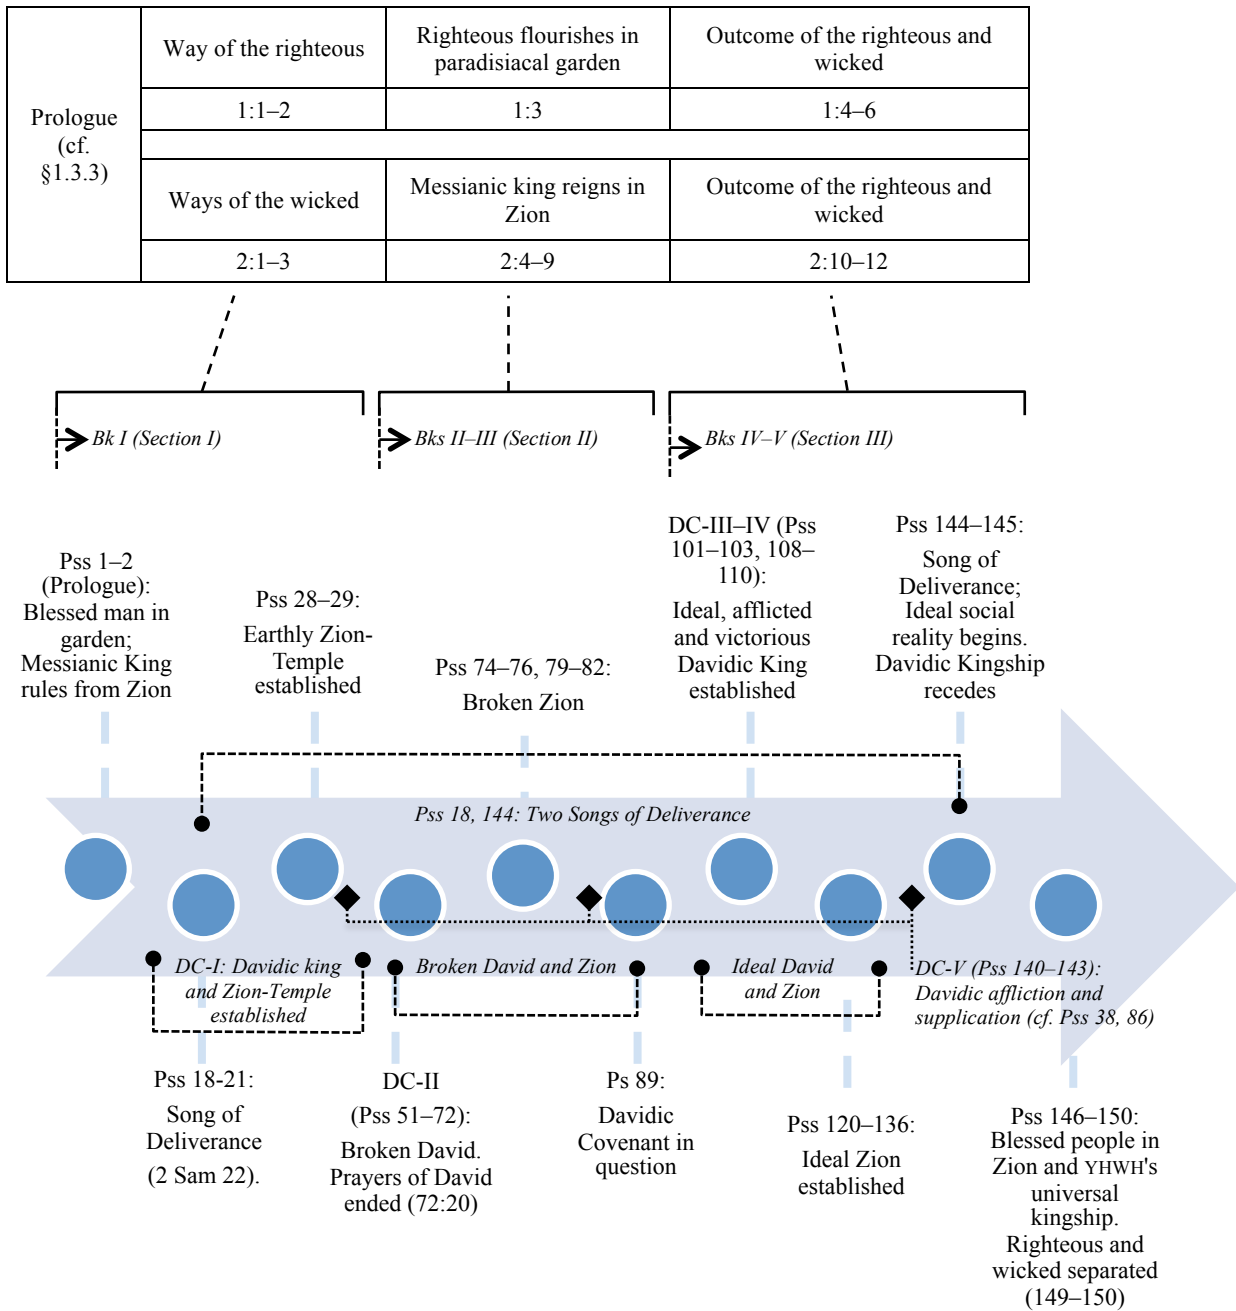 Prologue
(cf.
§1.3.3)
Way of the righteous
Righteous flourishes in
paradisiacal garden
Outcome of the righteous and
wicked
1:1–2
1:3
1:4–6
Ways of the wicked
Messianic king reigns in
Zion
Outcome of the righteous and
wicked
2:1–3
2:4–9
2:10–12
Bk I (Section I)
Bks II–III (Section II)
Bks IV–V (Section III)
Pss 1–2
(Prologue):
Blessed man in
garden;
Messianic King
rules from Zion
Pss 28–29:
Earthly Zion-
Temple
established
Pss 74–76, 79–82:
Broken Zion
DC-III–IV (Pss
101–103, 108–
110):
Ideal, afflicted
and victorious
Davidic King
established
Pss 144–145:
Song of
Deliverance;
Ideal social
reality begins.
Davidic Kingship
recedes
Pss 18, 144: Two Songs of Deliverance
DC-I: Davidic king
and Zion-Temple
established
Broken David and Zion
Ideal David
and Zion
DC-V (Pss 140–143):
Davidic affliction and
supplication (cf. Pss 38, 86)
Pss 18-21:
Song of
Deliverance
(2 Sam 22).
DC-II
(Pss 51–72):
Broken David.
Prayers of David
ended (72:20)
Ps 89:
Davidic
Covenant in
question
Pss 120–136:
Ideal Zion
established
Pss 146–150:
Blessed people in
Zion and YHWH's
universal
kingship.
Righteous and
wicked separated
(149–150)